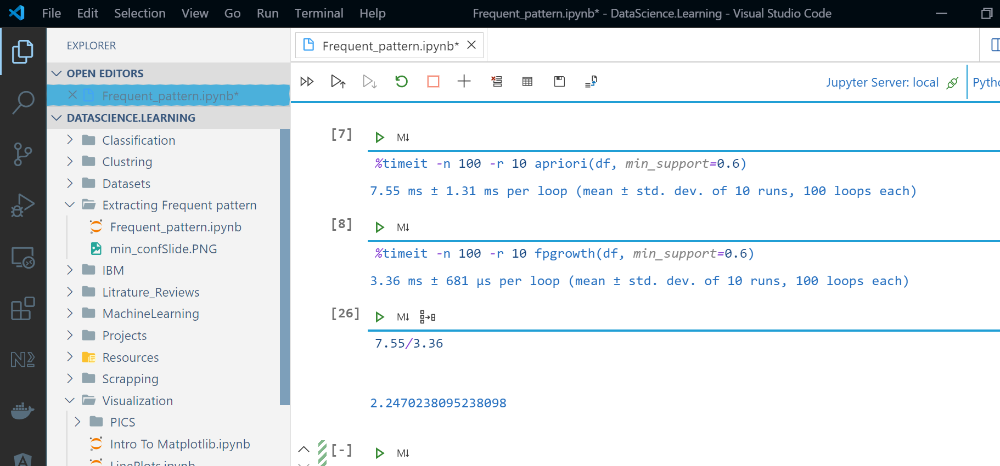 File Edit Selection View Go Run Terminal Help Frequent_pattern.ipynb* - DataScience.Learning - Visual Studio Code
EXPLORER
OPEN EDITORS
Frequent_pattern.ipynb*
DATASCIENCE.LEARNING
Classification
Clustring
Datasets
Extracting Frequent pattern
Frequent_pattern.ipynb
min_confSlide.PNG
IBM
Litrature_Reviews
MachineLearning
Projects
Resources
Scrapping
Visualization
PICS
Intro To Matplotlib.ipynb
LinePlots.ipynb
Frequent_pattern.ipynb*
Jupyter Server: local
[7] M↓
%timeit -n 100 -r 10 apriori(df, min_support=0.6)
7.55 ms ± 1.31 ms per loop (mean ± std. dev. of 10 runs, 100 loops each)
[8] M↓
%timeit -n 100 -r 10 fpgrowth(df, min_support=0.6)
3.36 ms ± 681 µs per loop (mean ± std. dev. of 10 runs, 100 loops each)
[26] M↓
7.55/3.36
2.2470238095238098
[-] M↓